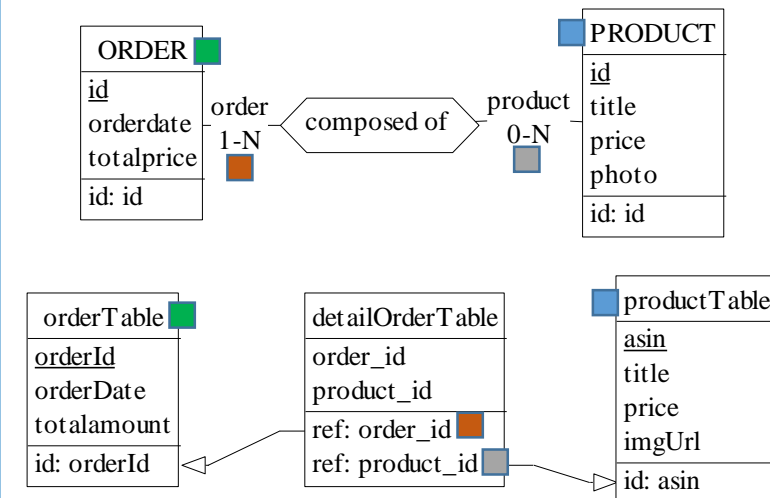 ORDER
id
orderdate
totalprice
id: id
order
1-N
composed of
product
0-N
PRODUCT
id
title
price
photo
id: id
orderTable
orderId
orderDate
totalamount
id: orderId
detailOrderTable
order_id
product_id
ref: order_id
ref: product_id
productTable
asin
title
price
imgUrl
id: asin